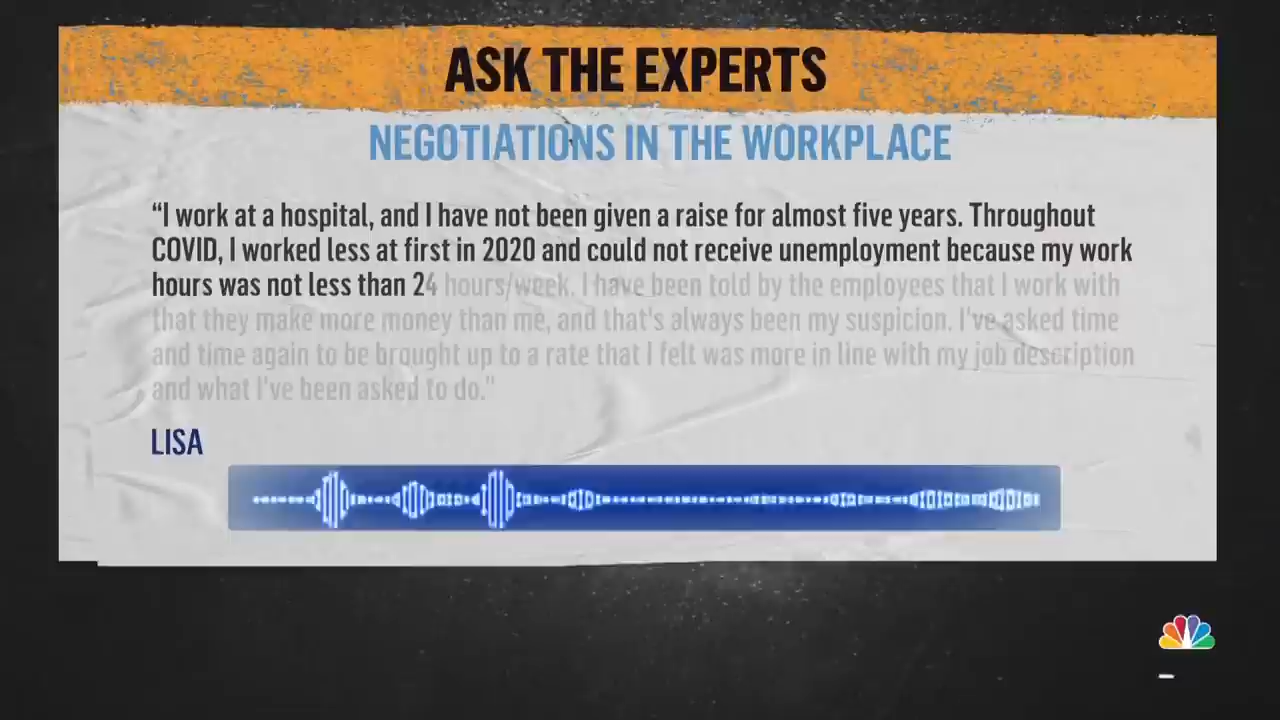 ASK THE EXPERTS
NEGOTIATIONS IN THE WORKPLACE
“I work at a hospital, and I have not been given a raise for almost five years. Throughout
COVID, I worked less at first in 2020 and could not receive unemployment because my work
hours was not less than 24 hours/week. I have been told by the employees that I work with
that they make more money than me, and that's always been my suspicion. I've asked time
and time again to be brought up to a rate that I felt was more in line with my job description
and what I've been asked to do."
LISA